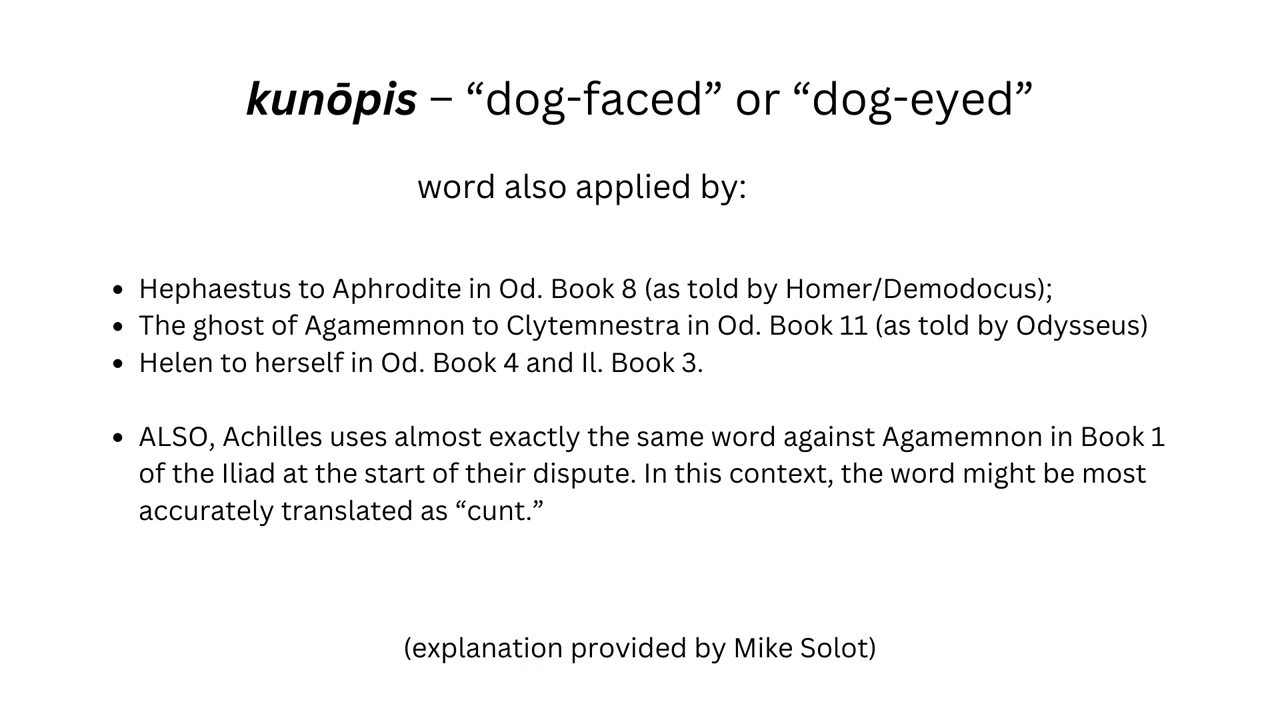 kunōpis – “dog-faced” or “dog-eyed”
word also applied by:
• Hephaestus to Aphrodite in Od. Book 8 (as told by Homer/Demodocus);
• The ghost of Agamemnon to Clytemnestra in Od. Book 11 (as told by Odysseus)
• Helen to herself in Od. Book 4 and Il. Book 3.
• ALSO, Achilles uses almost exactly the same word against Agamemnon in Book 1
of the Iliad at the start of their dispute. In this context, the word might be most
accurately translated as “cunt.”
(explanation provided by Mike Solot)